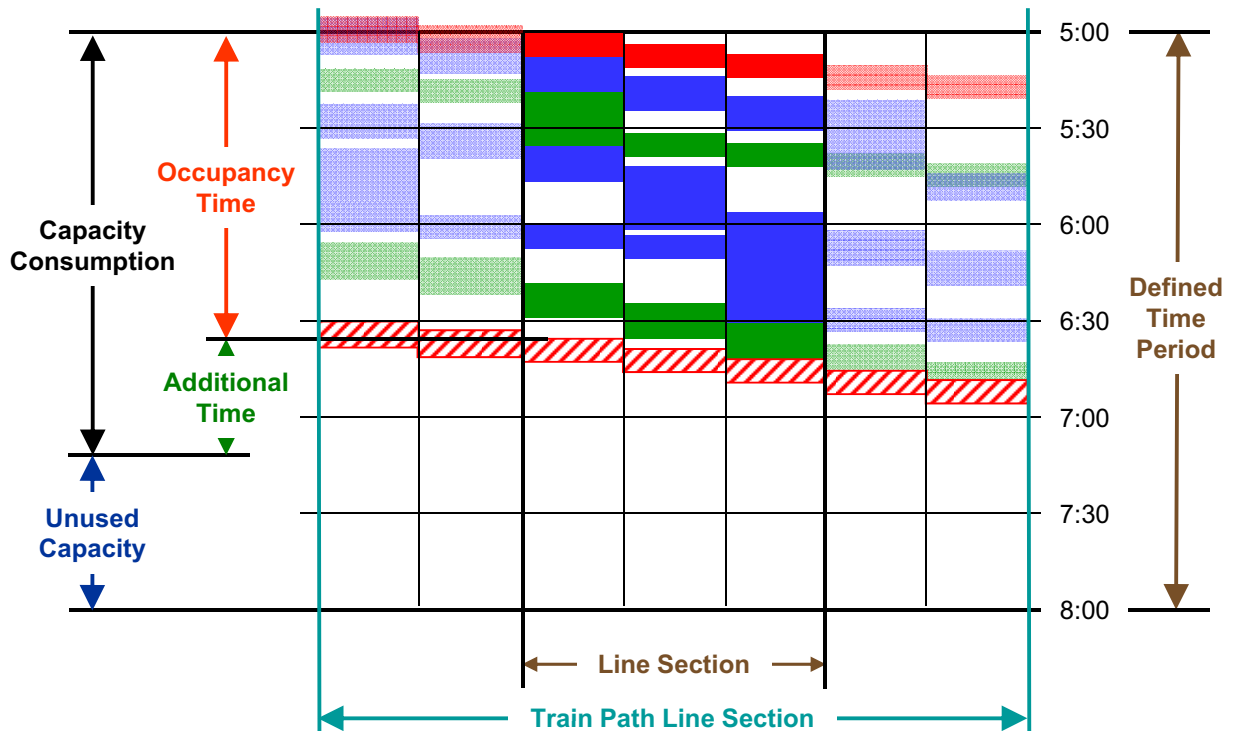 5:00
5:30
Occupancy
Time
Capacity
Consumption
6:00
Defined
Time
Period
6:30
Additional
Time
7:00
Unused
Capacity
7:30
8:00
Line Section
Train Path Line Section